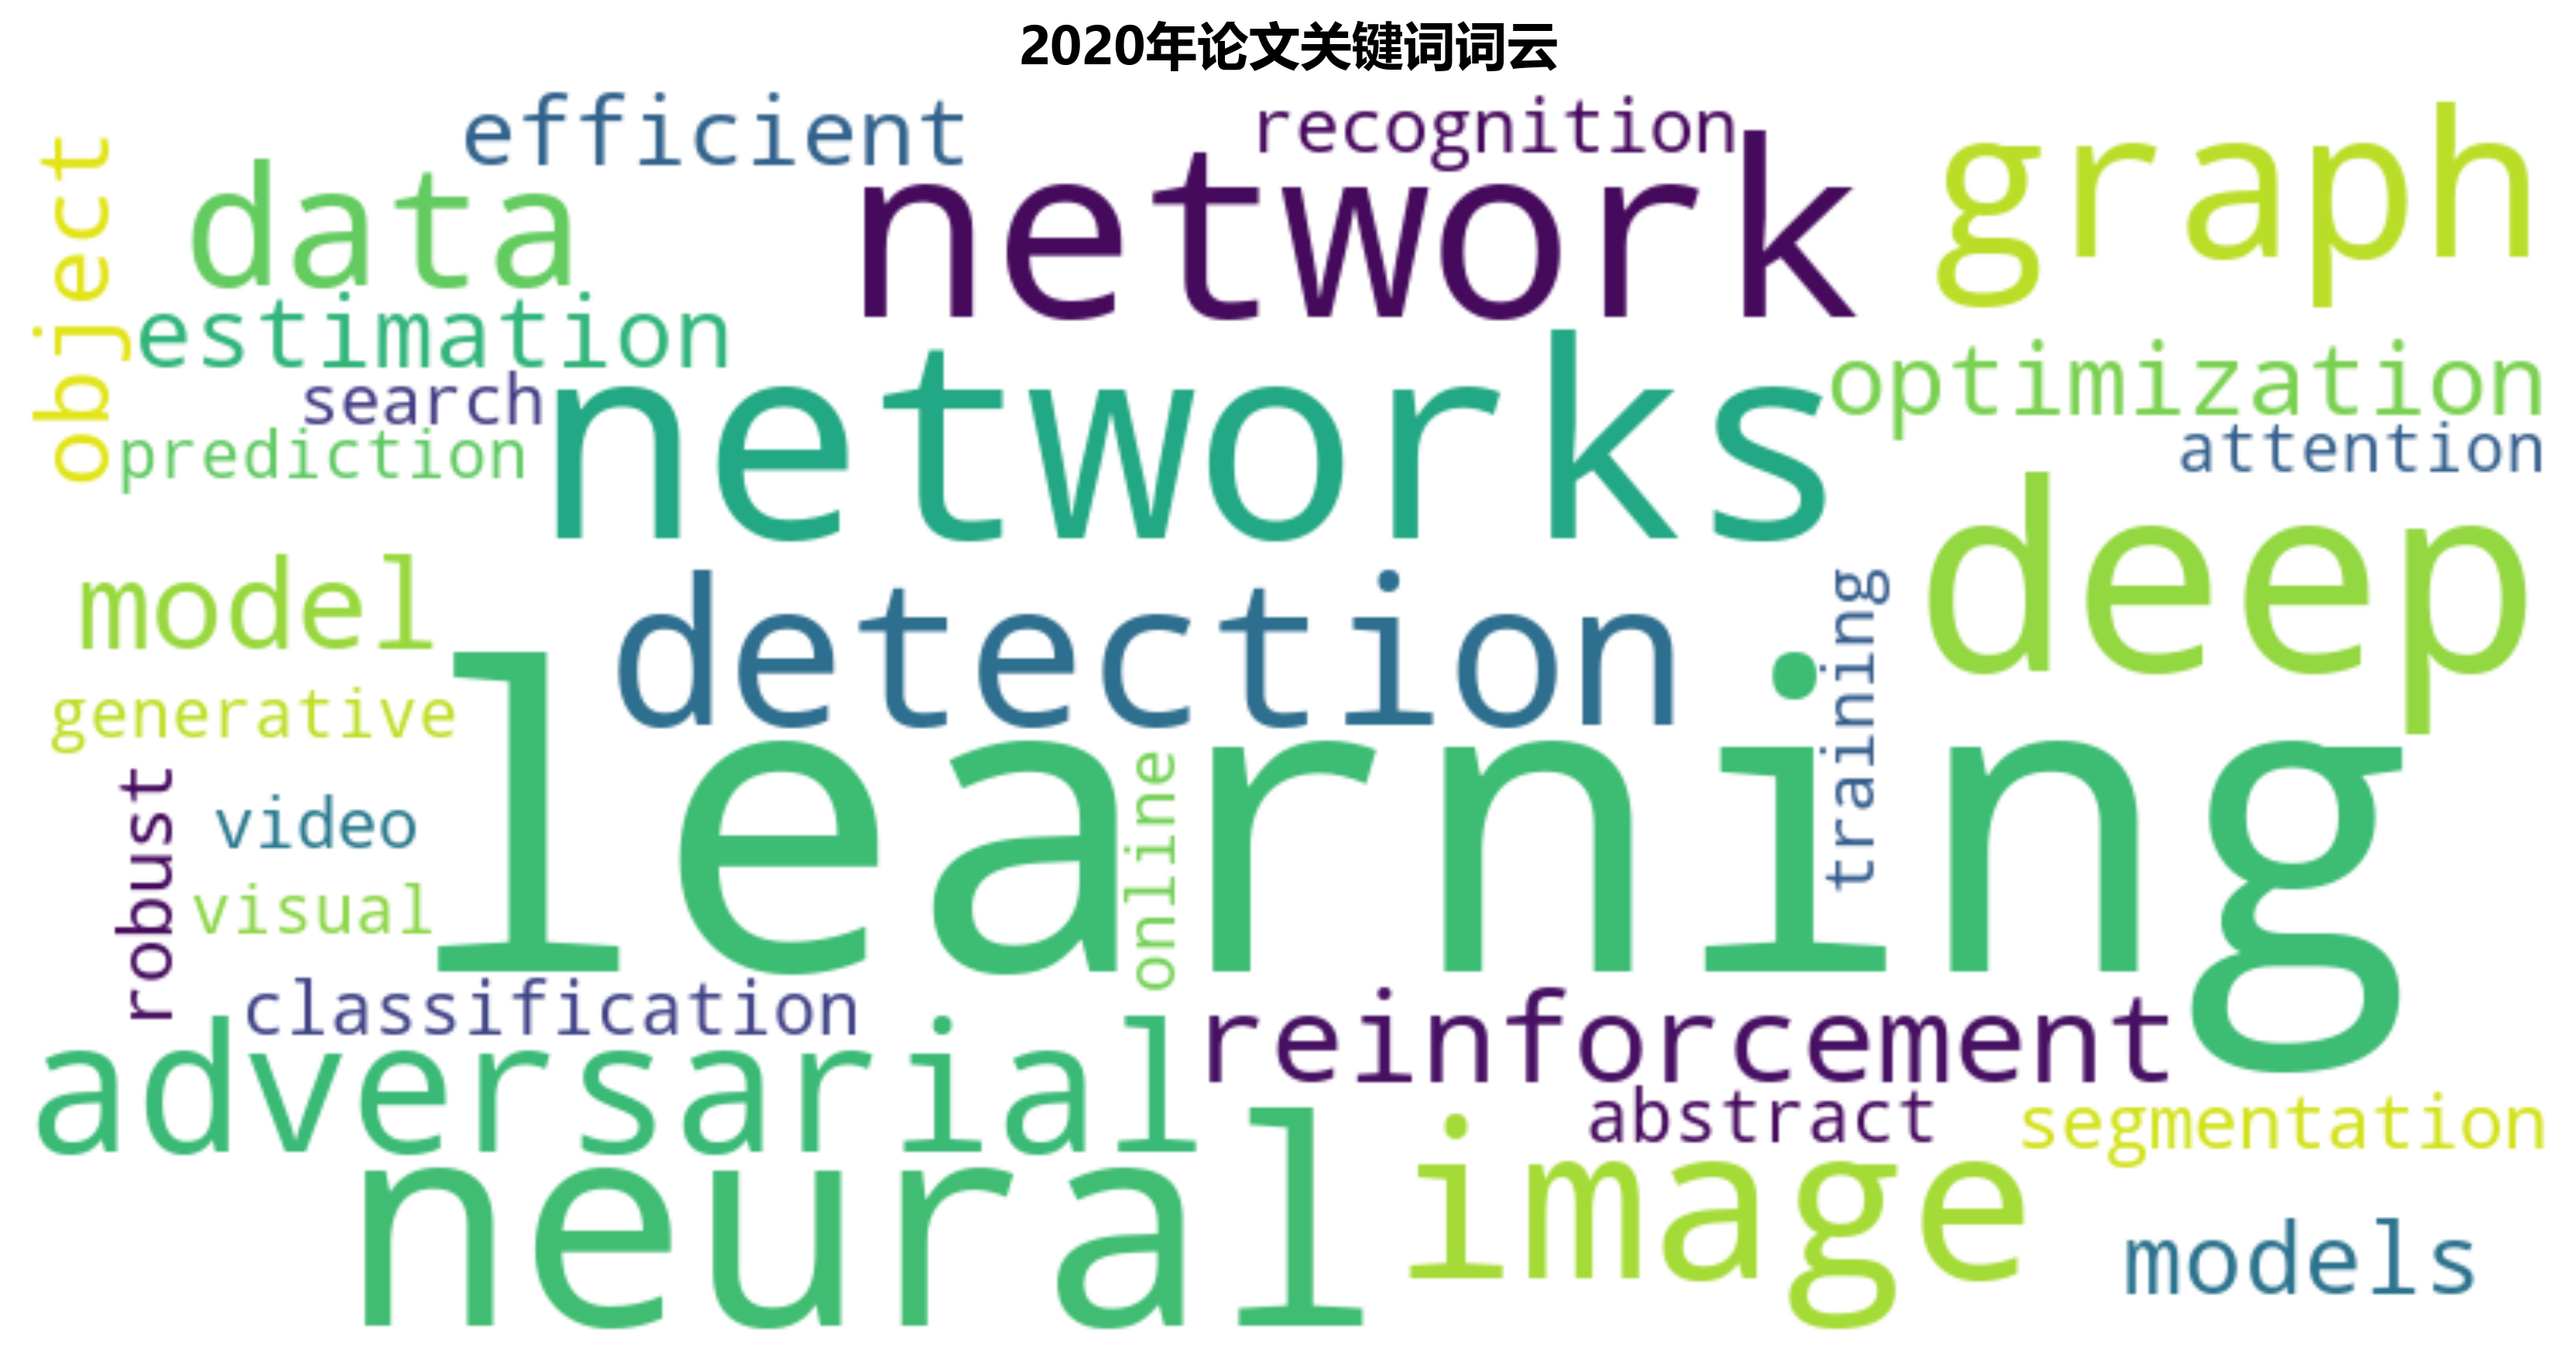 2020年论文关键词词云
efficient
recognition
object
data
network
graph
estimation
search
networks
optimization
prediction
attention
model
detection
training
deep
generative
learning
robust
video
online
visual
classification
reinforcement
adversarial
abstract
segmentation
neural
image
models